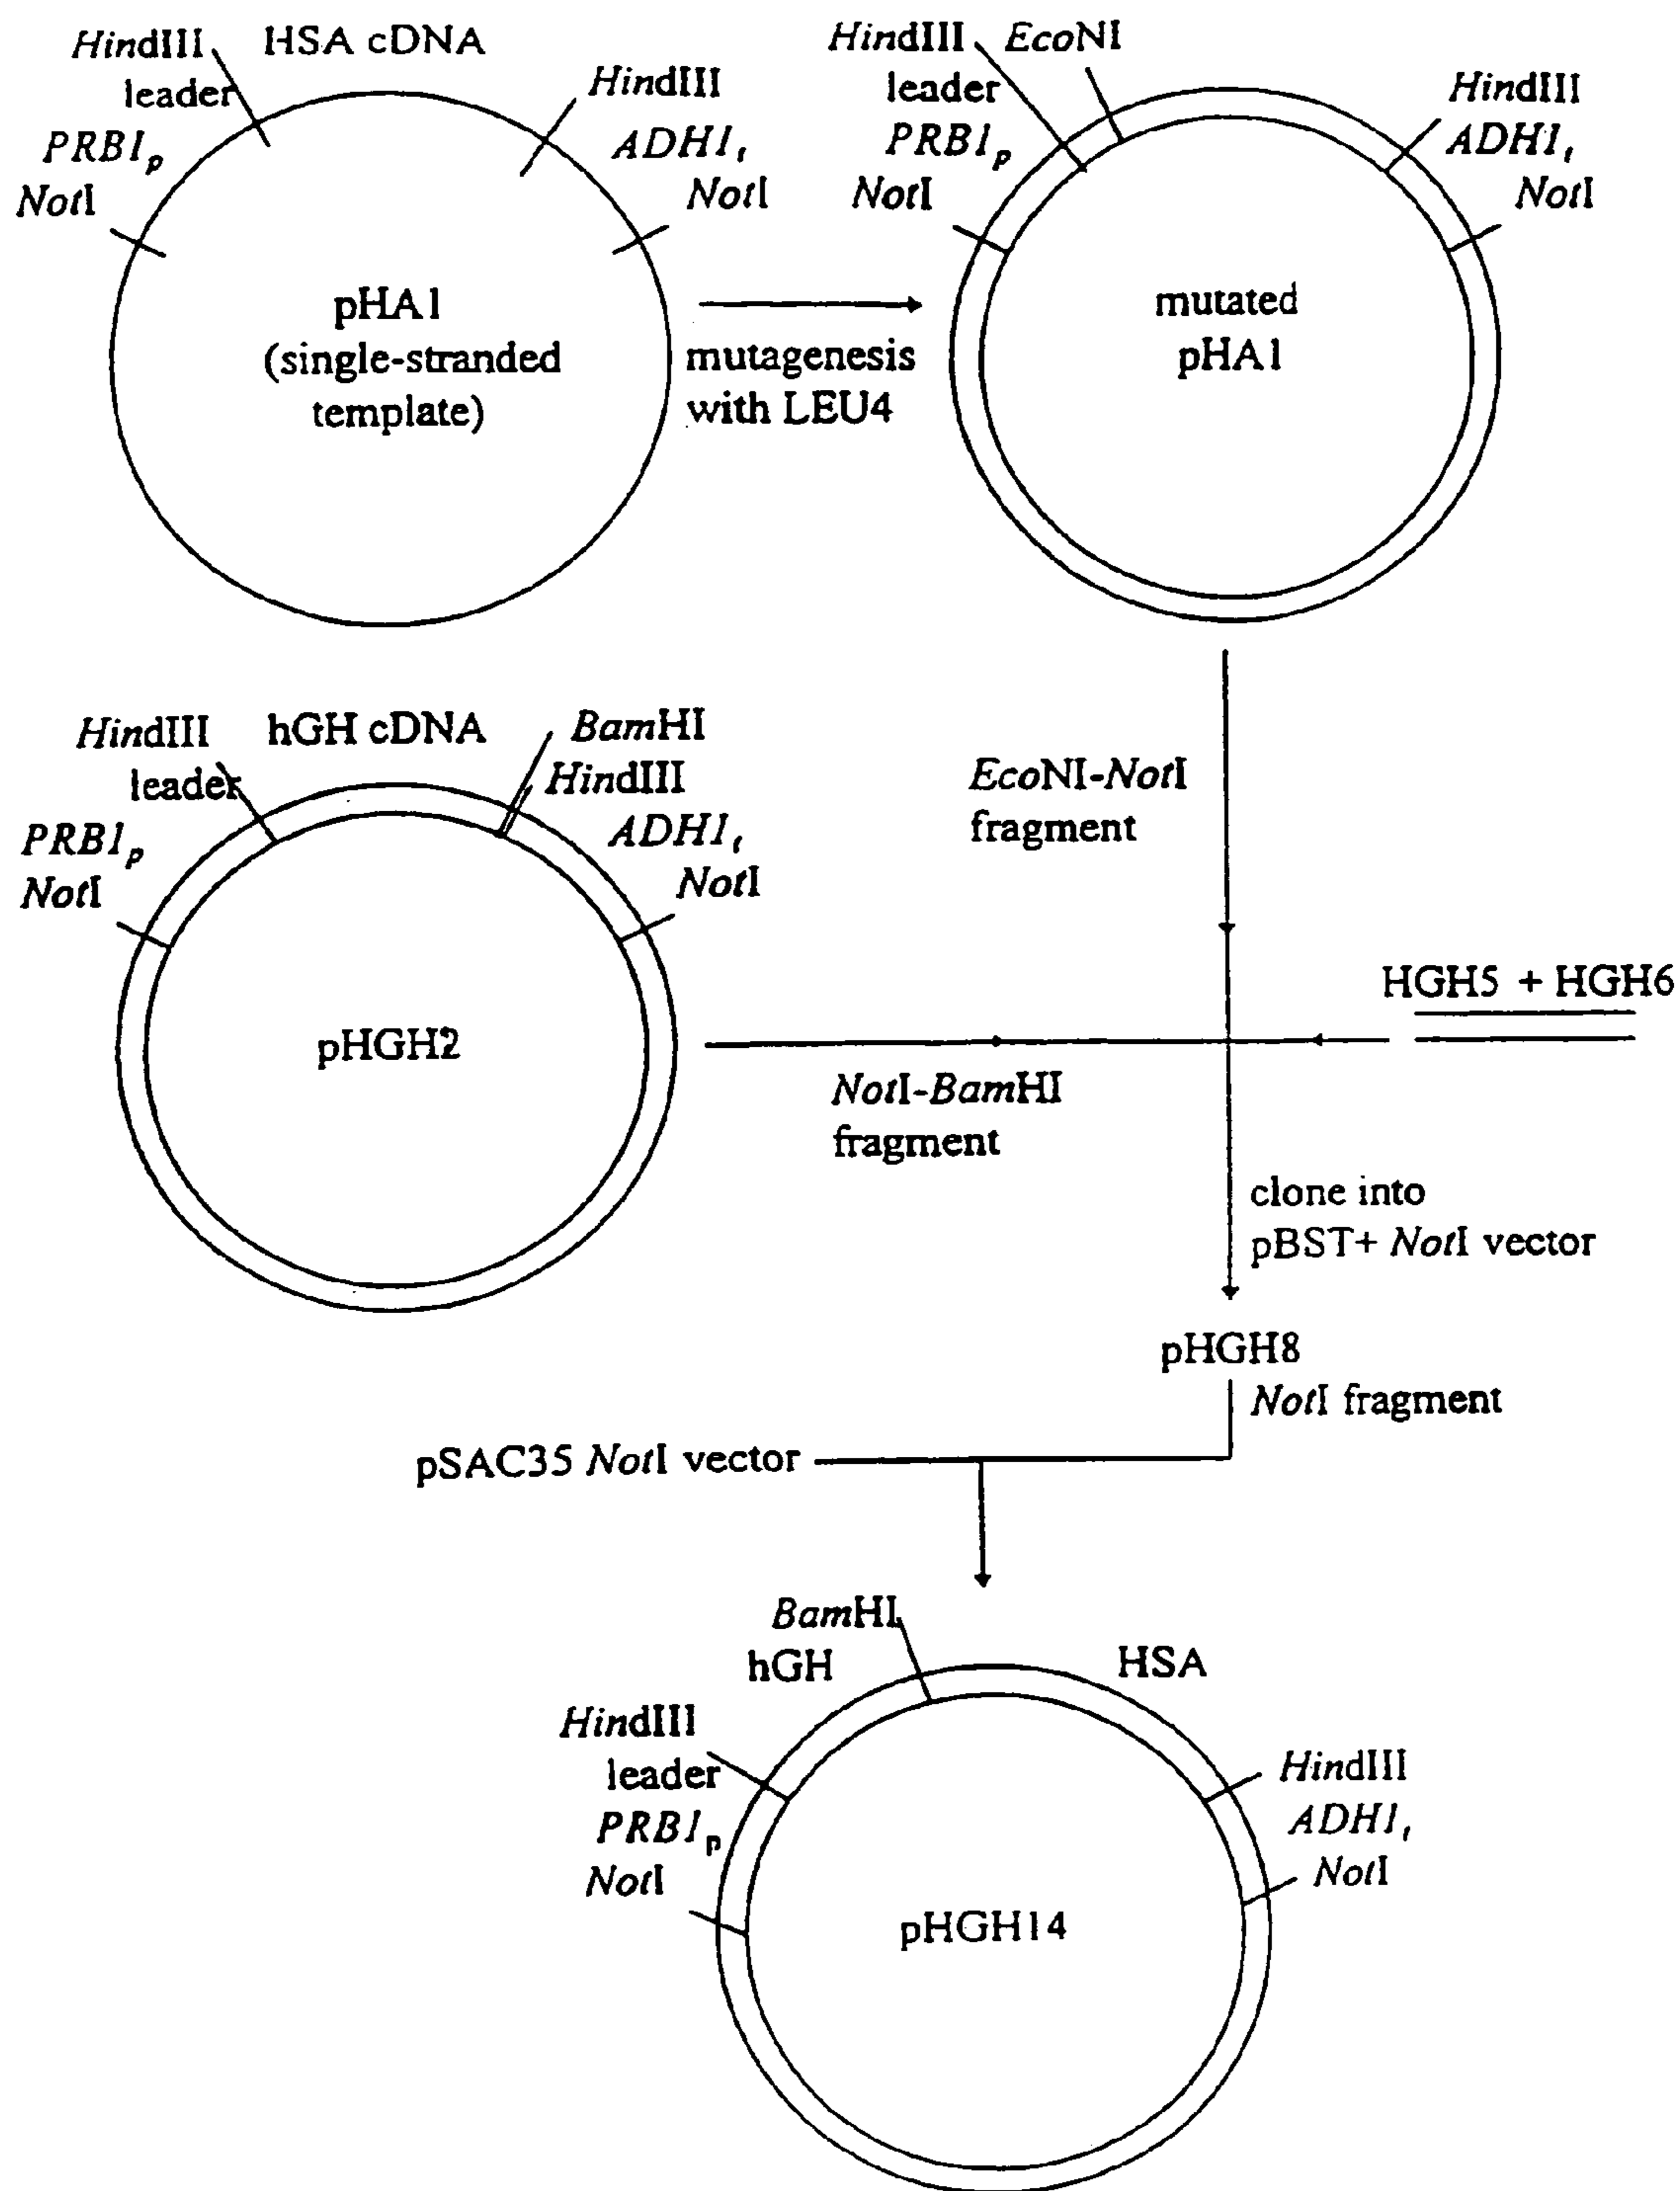 HindIII HSA cDNA
leader
PRB1p
NotI
HindIII
ADH1t
NotI
pHA1
(single-stranded
template)
mutagenesis
with LEU4
HindIII EcoNI
leader
PRB1p
NotI
HindIII
ADH1t
NotI
mutated
pHA1
HindIII hGH cDNA
leader
PRB1p
NotI
BamHI
HindIII
ADH1t
NotI
pHGH2
EcoNI-NotI
fragment
HGH5 + HGH6
NotI-BamHI
fragment
clone into
pBST+ NotI vector
pHGH8
NotI fragment
pSAC35 NotI vector
BamHI
hGH
HSA
HindIII
leader
PRB1p
NotI
HindIII
ADH1t
NotI
pHGH14